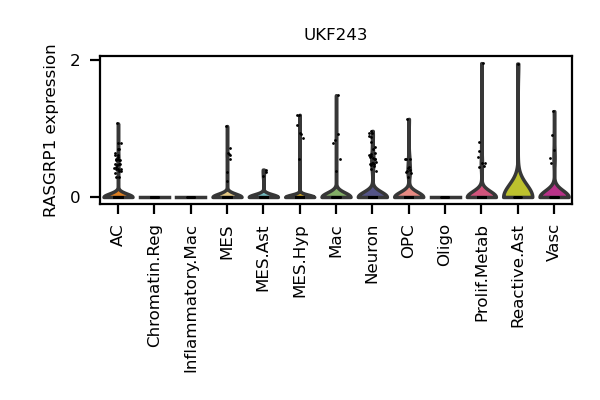 UKF243
RASGRP1 expression
2
0
AC
Chromatin.Reg
Inflammatory.Mac
MES
MES.Ast
MES.Hyp
Mac
Neuron
OPC
Oligo
Prolif.Metab
Reactive.Ast
Vasc